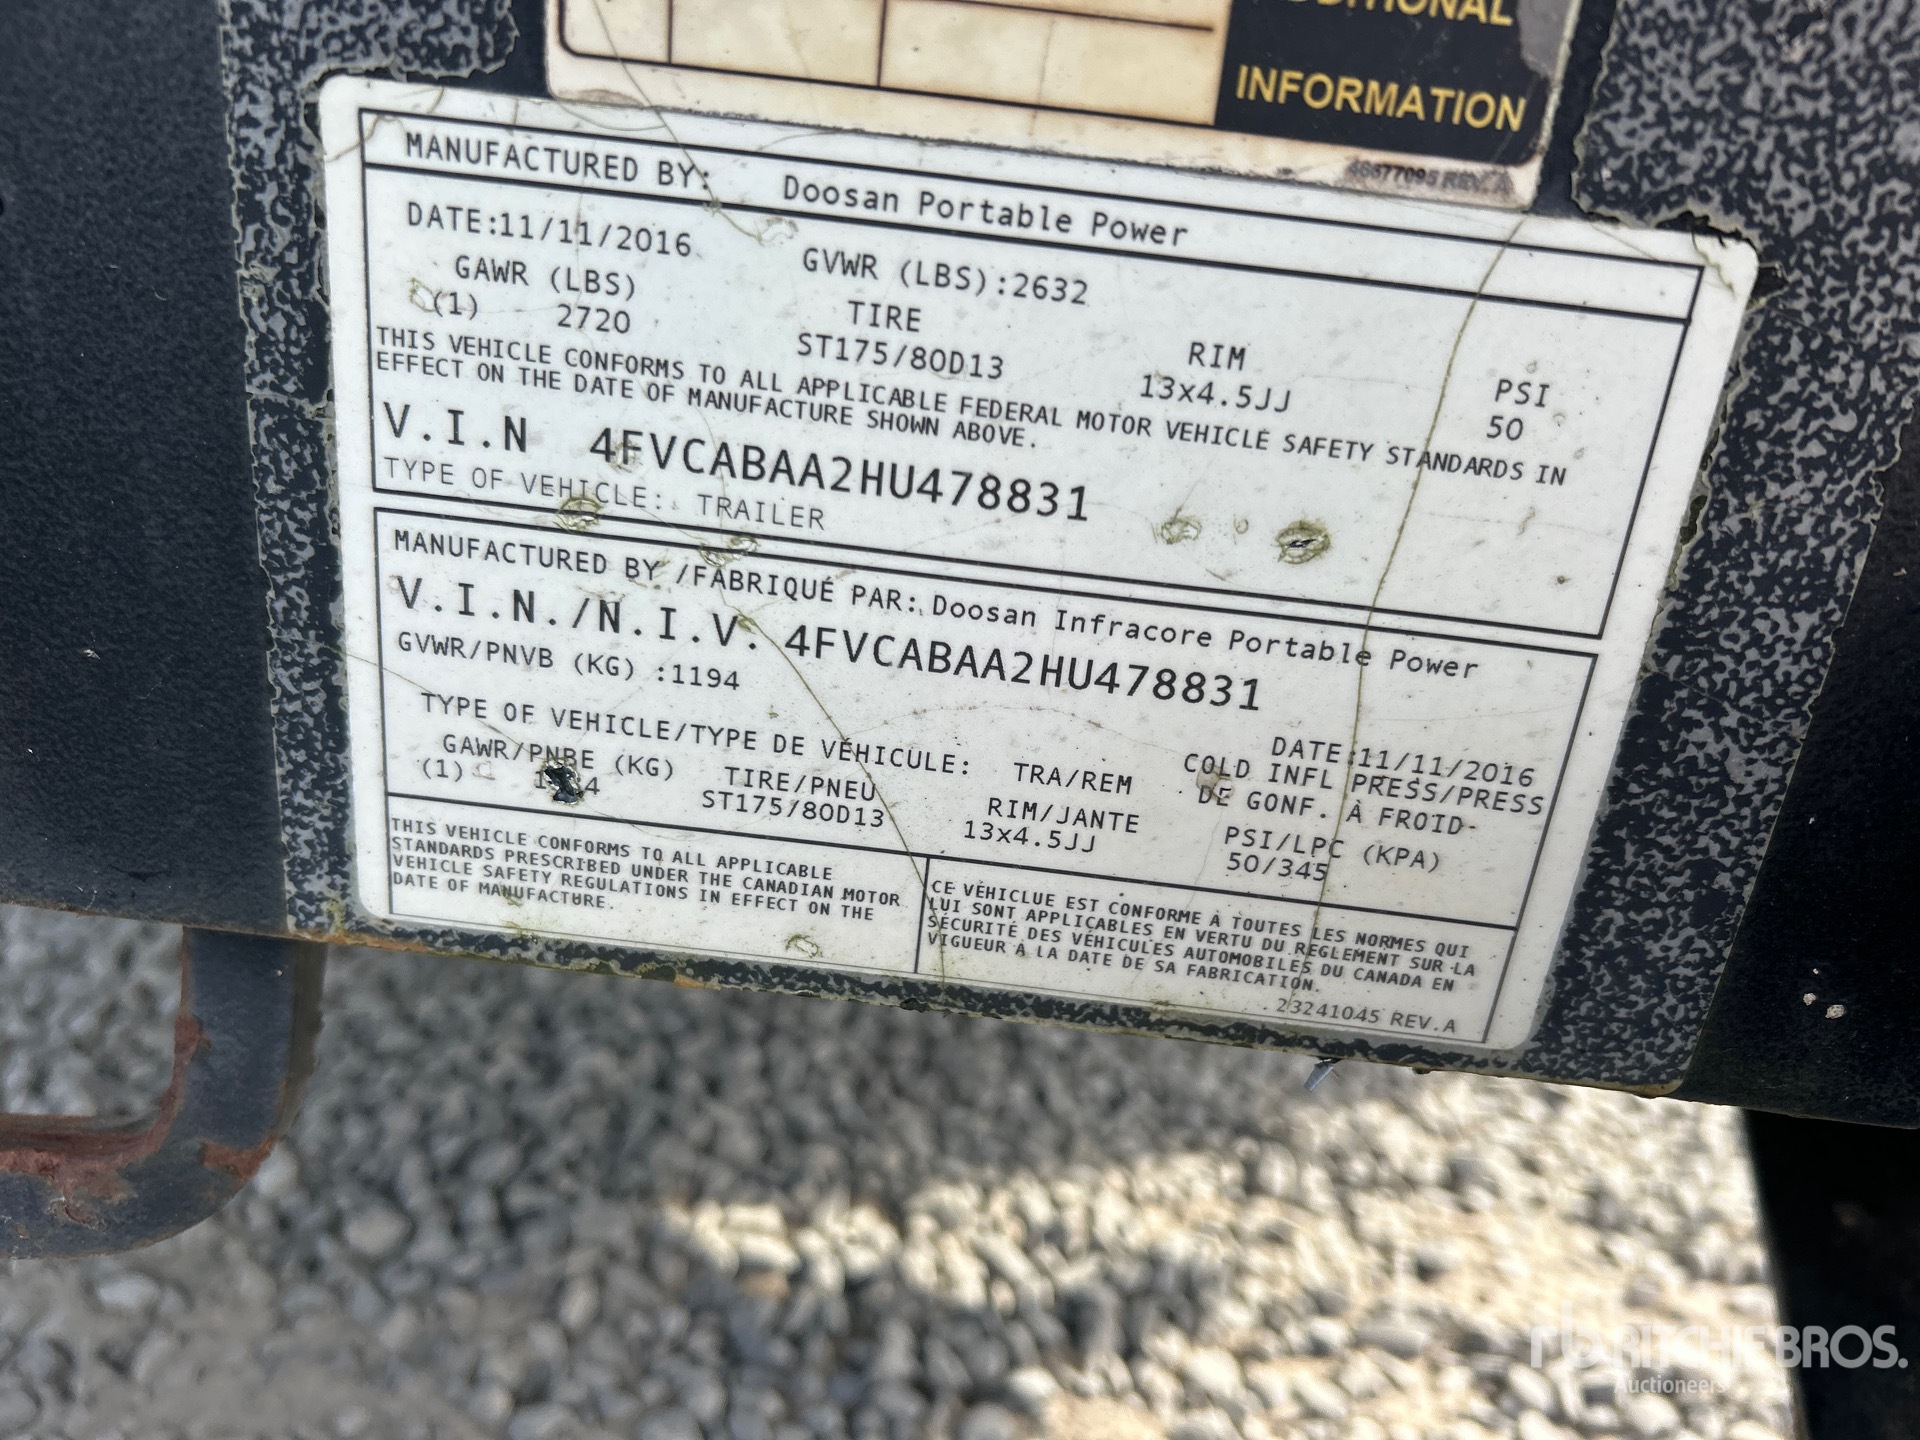 INFORMATION
46677095 REV. A
MANUFACTURED BY: Doosan Portable Power
DATE:11/11/2016 GVWR (LBS):2632
GAWR (LBS) TIRE RIM PSI
(1) 2720 ST175/80D13 13x4.5JJ 50
THIS VEHICLE CONFORMS TO ALL APPLICABLE FEDERAL MOTOR VEHICLE SAFETY STANDARDS IN
EFFECT ON THE DATE OF MANUFACTURE SHOWN ABOVE.
V.I.N 4FVCABAA2HU478831
TYPE OF VEHICLE: TRAILER
MANUFACTURED BY /FABRIQUÉ PAR: Doosan Infracore Portable Power
V.I.N./N.I.V. 4FVCABAA2HU478831
GVWR/PNVB (KG) :1194
DATE:11/11/2016
TYPE OF VEHICLE/TYPE DE VÉHICULE: TRA/REM
COLD INFL PRESS/PRESS
DE GONF. À FROID
GAWR/PNBE (KG) TIRE/PNEU RIM/JANTE PSI/LPC (KPA)
(1) ST175/80D13 13x4.5JJ 50/345
THIS VEHICLE CONFORMS TO ALL APPLICABLE
STANDARDS PRESCRIBED UNDER THE CANADIAN MOTOR
VEHICLE SAFETY REGULATIONS IN EFFECT ON THE
DATE OF MANUFACTURE.
CE VÉHICLUE EST CONFORME À TOUTES LES NORMES QUI
LUI SONT APPLICABLES EN VERTU DU RÈGLEMENT SUR LA
SÉCURITÉ DES VÉHICULES AUTOMOBILES DU CANADA EN
VIGUEUR À LA DATE DE SA FABRICATION.
23241045 REV.A
RITCHIE BROS.
Auctioneers